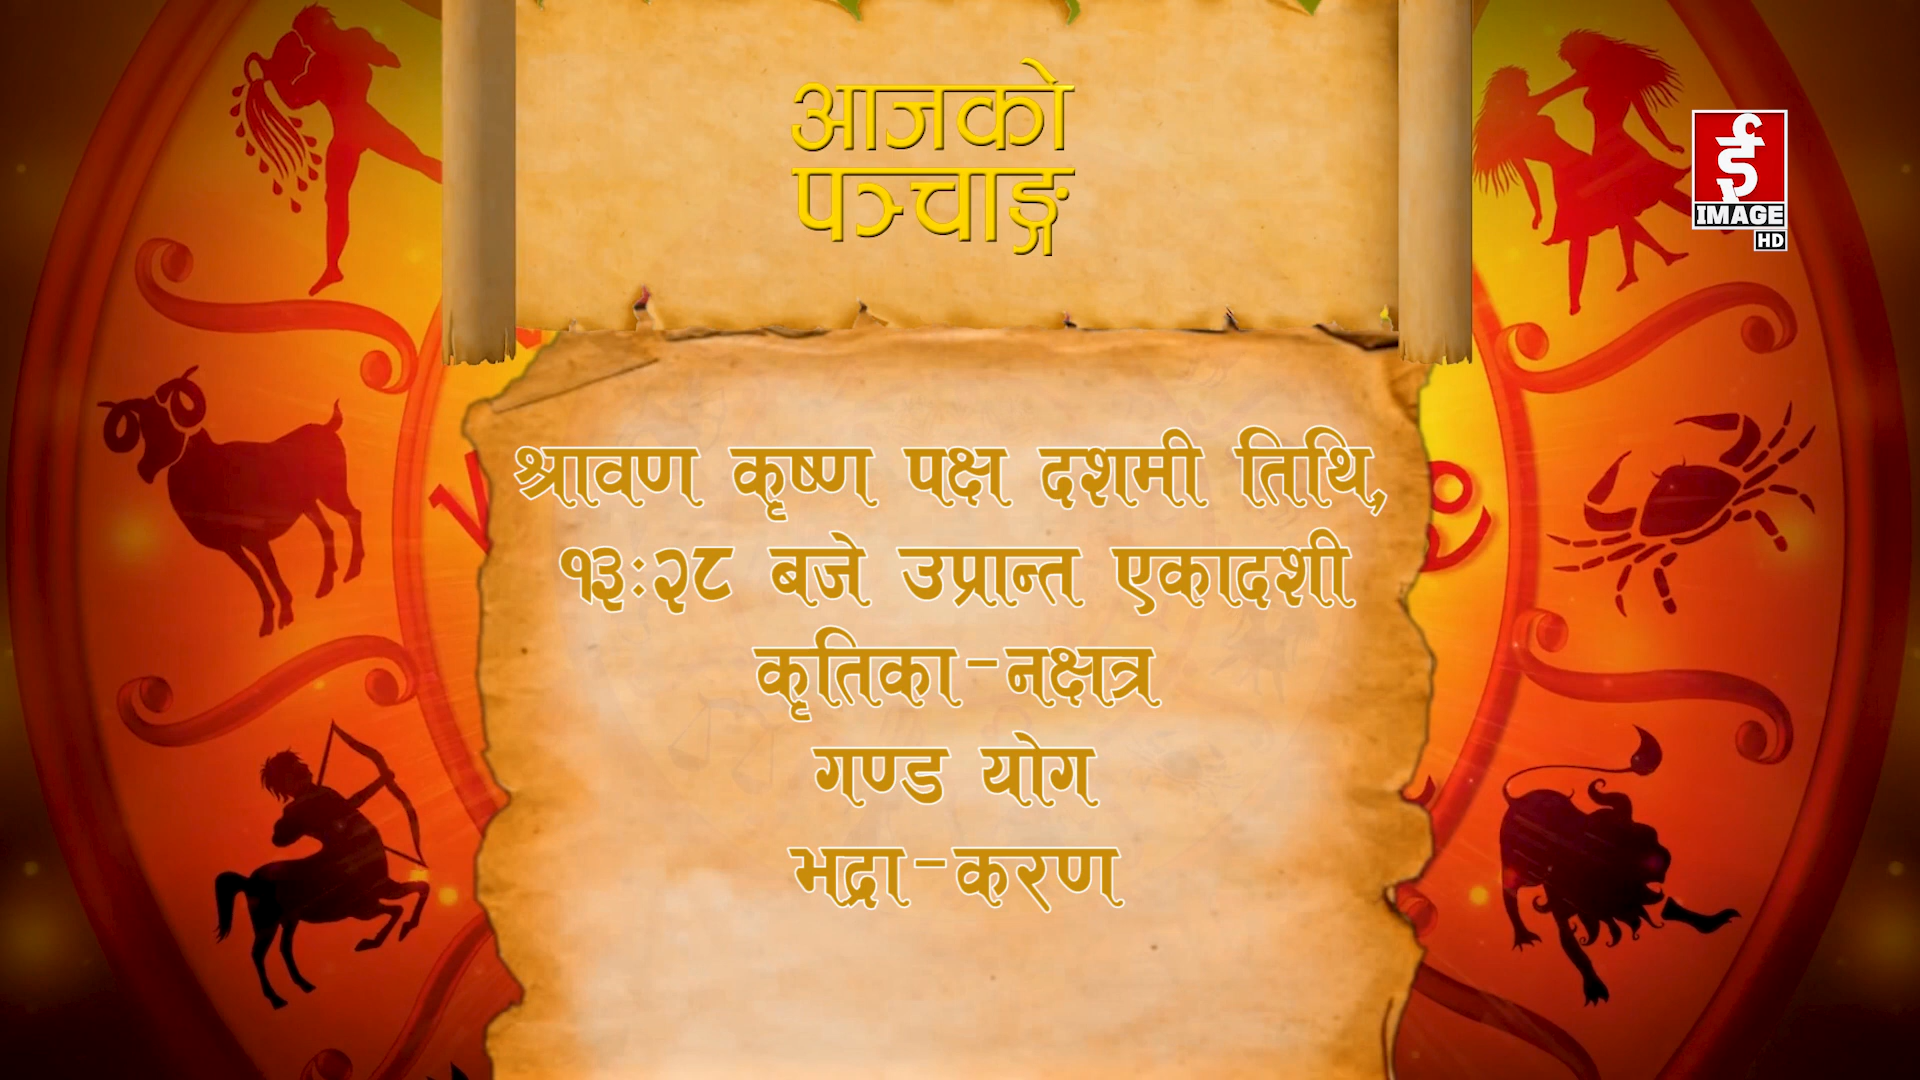 आजको
पञ्चाङ्ग
IMAGE
HD
श्रावण कृष्ण पक्ष दशमी तिथि,
१३:२८ बजे उप्रान्त एकादशी
कृतिका-नक्षत्र
गण्ड योग
भद्रा-करण